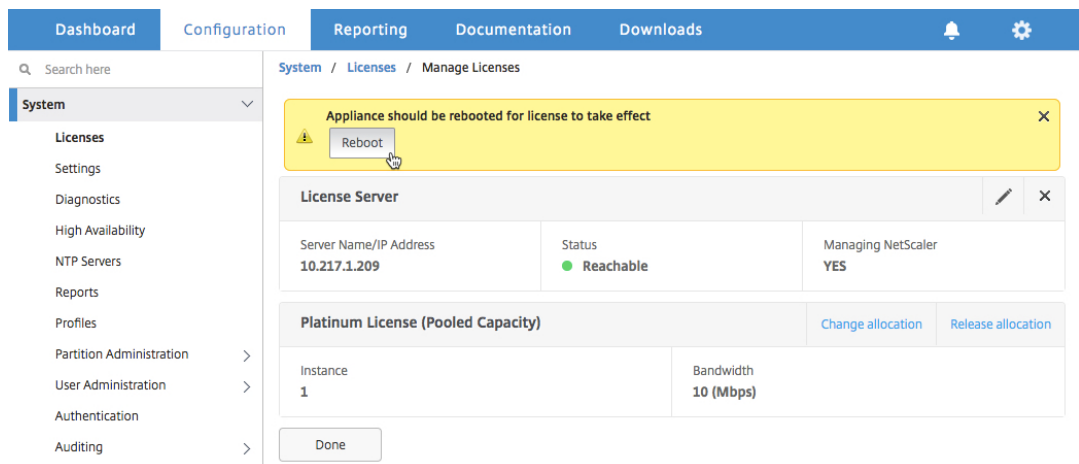 Dashboard Configuration Reporting Documentation Downloads
Search here
System
Licenses
Settings
Diagnostics
High Availability
NTP Servers
Reports
Profiles
Partition Administration
User Administration
Authentication
Auditing
System / Licenses / Manage Licenses
Appliance should be rebooted for license to take effect
Reboot
License Server
Server Name/IP Address
10.217.1.209
Status
Reachable
Managing NetScaler
YES
Platinum License (Pooled Capacity)
Change allocation
Release allocation
Instance
1
Bandwidth
10 (Mbps)
Done